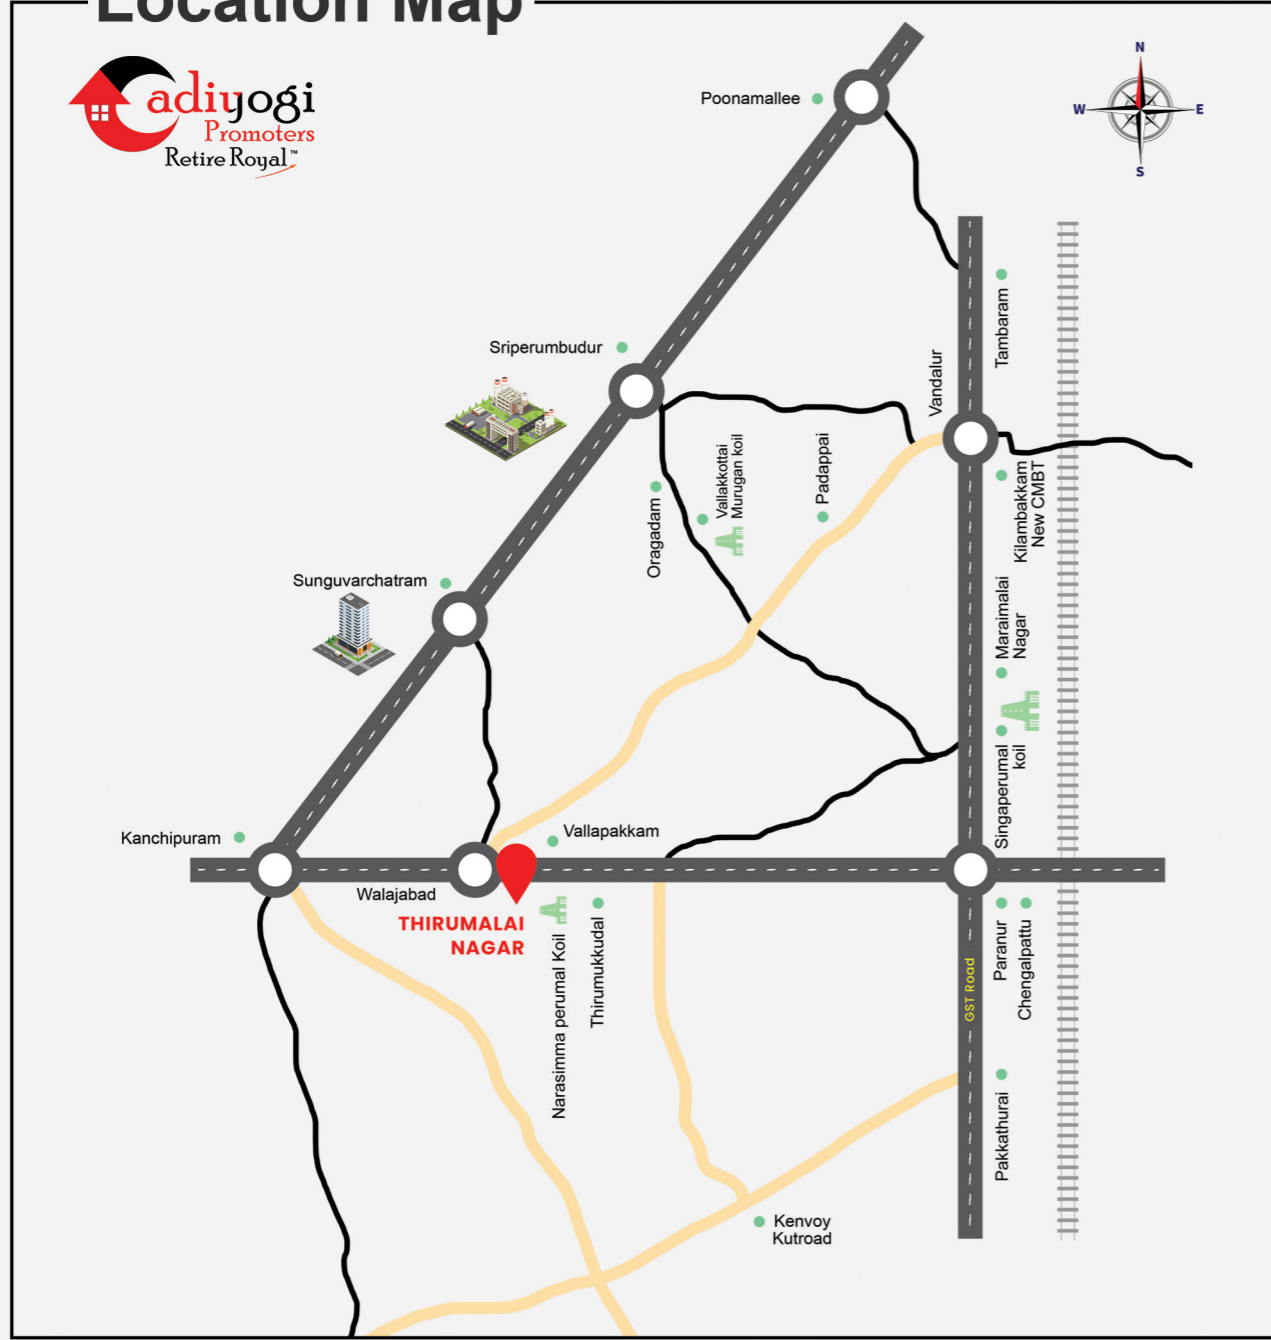 Location Map
adiyogi
Promoters
Retire Royal™
N
W
E
S
Poonamallee
Tambaram
Sriperumbudur
Vandalur
Vallakkottai
Murugan koil
Padappai
Oragadam
Kilambakkam
New CMBT
Sunguvarchatram
Maraimalai
Nagar
Singaperumal
koil
Kanchipuram
Vallapakkam
Walajabad
THIRUMALAI
NAGAR
Narasimma perumal Koil
Thirumukkudal
Paranur
Chengalpattu
GST Road
Pakkathurai
Kenvoy
Kutroad